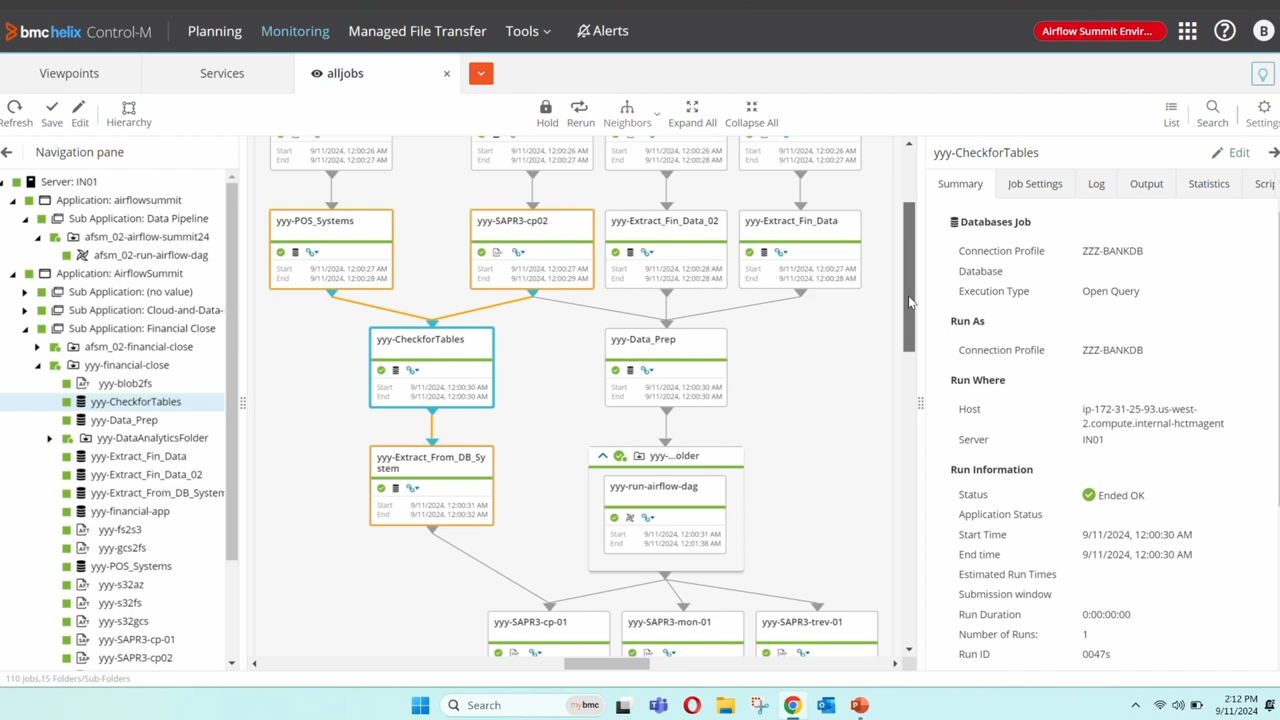 bmc helix Control-M
Planning
Monitoring
Managed File Transfer
Tools
Alerts
Airflow Summit Envir...
B
Viewpoints
Services
alljobs
Refresh
Save
Edit
Hierarchy
Hold
Rerun
Neighbors
Expand All
Collapse All
List
Search
Navigation pane
Server: IN01
Application: airflowsummit
Sub Application: Data Pipeline
afsm_02-airflow-summit24
afsm_02-run-airflow-dag
Application: AirflowSummit
Sub Application: (no value)
Sub Application: Cloud-and-Data-
Sub Application: Financial Close
afsm_02-financial-close
yyy-financial-close
yyy-blob2fs
yyy-CheckforTables
yyy-Data_Prep
yyy-DataAnalyticsFolder
yyy-Extract_Fin_Data
yyy-Extract_Fin_Data_02
yyy-Extract_From_DB_System
yyy-financial-app
yyy-fs2s3
yyy-gcs2fs
yyy-POS_Systems
yyy-s32az
yyy-s32fs
yyy-s32gcs
yyy-SAPR3-cp-01
yyy-SAPR3-cp02
110 Jobs,15 Folders/Sub-Folders
Start 9/11/2024, 12:00:26 AM
End 9/11/2024, 12:00:27 AM
Start 9/11/2024, 12:00:26 AM
End 9/11/2024, 12:00:27 AM
Start 9/11/2024, 12:00:26 AM
End 9/11/2024, 12:00:27 AM
Start 9/11/2024, 12:00:26 AM
End 9/11/2024, 12:00:27 AM
yyy-POS_Systems
Start 9/11/2024, 12:00:27 AM
End 9/11/2024, 12:00:28 AM
yyy-SAPR3-cp02
Start 9/11/2024, 12:00:27 AM
End 9/11/2024, 12:00:29 AM
yyy-Extract_Fin_Data_02
Start 9/11/2024, 12:00:27 AM
End 9/11/2024, 12:00:28 AM
yyy-Extract_Fin_Data
Start 9/11/2024, 12:00:27 AM
End 9/11/2024, 12:00:28 AM
yyy-CheckforTables
Start 9/11/2024, 12:00:30 AM
End 9/11/2024, 12:00:30 AM
yyy-Data_Prep
Start 9/11/2024, 12:00:30 AM
End 9/11/2024, 12:00:30 AM
yyy-Extract_From_DB_Sy
stem
Start 9/11/2024, 12:00:31 AM
End 9/11/2024, 12:00:32 AM
yyy-...older
yyy-run-airflow-dag
Start 9/11/2024, 12:00:31 AM
End 9/11/2024, 12:01:38 AM
yyy-SAPR3-cp-01
yyy-SAPR3-mon-01
yyy-SAPR3-trev-01
yyy-CheckforTables
Edit
Summary
Job Settings
Log
Output
Statistics
Databases Job
Connection Profile ZZZ-BANKDB
Database
Execution Type Open Query
Run As
Connection Profile ZZZ-BANKDB
Run Where
Host ip-172-31-25-93.us-west-
2.compute.internal-hctmagent
Server IN01
Run Information
Status Ended OK
Application Status
Start Time 9/11/2024, 12:00:30 AM
End time 9/11/2024, 12:00:30 AM
Estimated Run Times
Submission window
Run Duration 0:00:00:00
Number of Runs: 1
Run ID 0047s
Search
mybmc
2:12 PM
9/11/2024